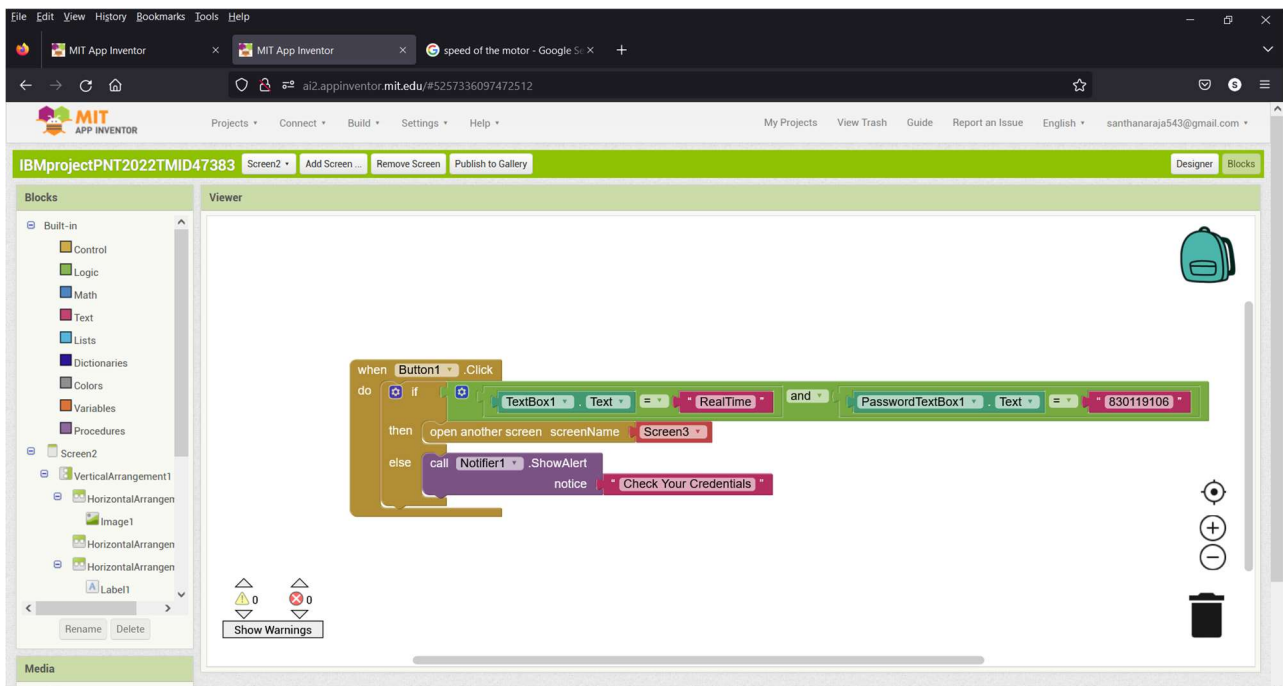 File Edit View History Bookmarks Tools Help
MIT App Inventor × MIT App Inventor × speed of the motor - Google Se ×
ai2.appinventor.mit.edu/#5257336097472512 S
MIT APP INVENTOR Projects Connect Build Settings Help My Projects View Trash Guide Report an Issue English santhanaraja543@gmail.com
IBMprojectPNT2022TMID47383 Screen2 Add Screen ... Remove Screen Publish to Gallery Designer Blocks
Blocks Viewer
Built-in
Control
Logic
Math
Text
Lists
Dictionaries
Colors
Variables
Procedures
Screen2
VerticalArrangement1
HorizontalArrangen
Image1
HorizontalArrangen
HorizontalArrangen
A Label1
Rename Delete
Media
when Button1 .Click
do if TextBox1 . Text = " RealTime " and PasswordTextBox1 . Text = " 830119106 "
then open another screen screenName Screen3
else call Notifier1 .ShowAlert
notice " Check Your Credentials "
0 0
Show Warnings